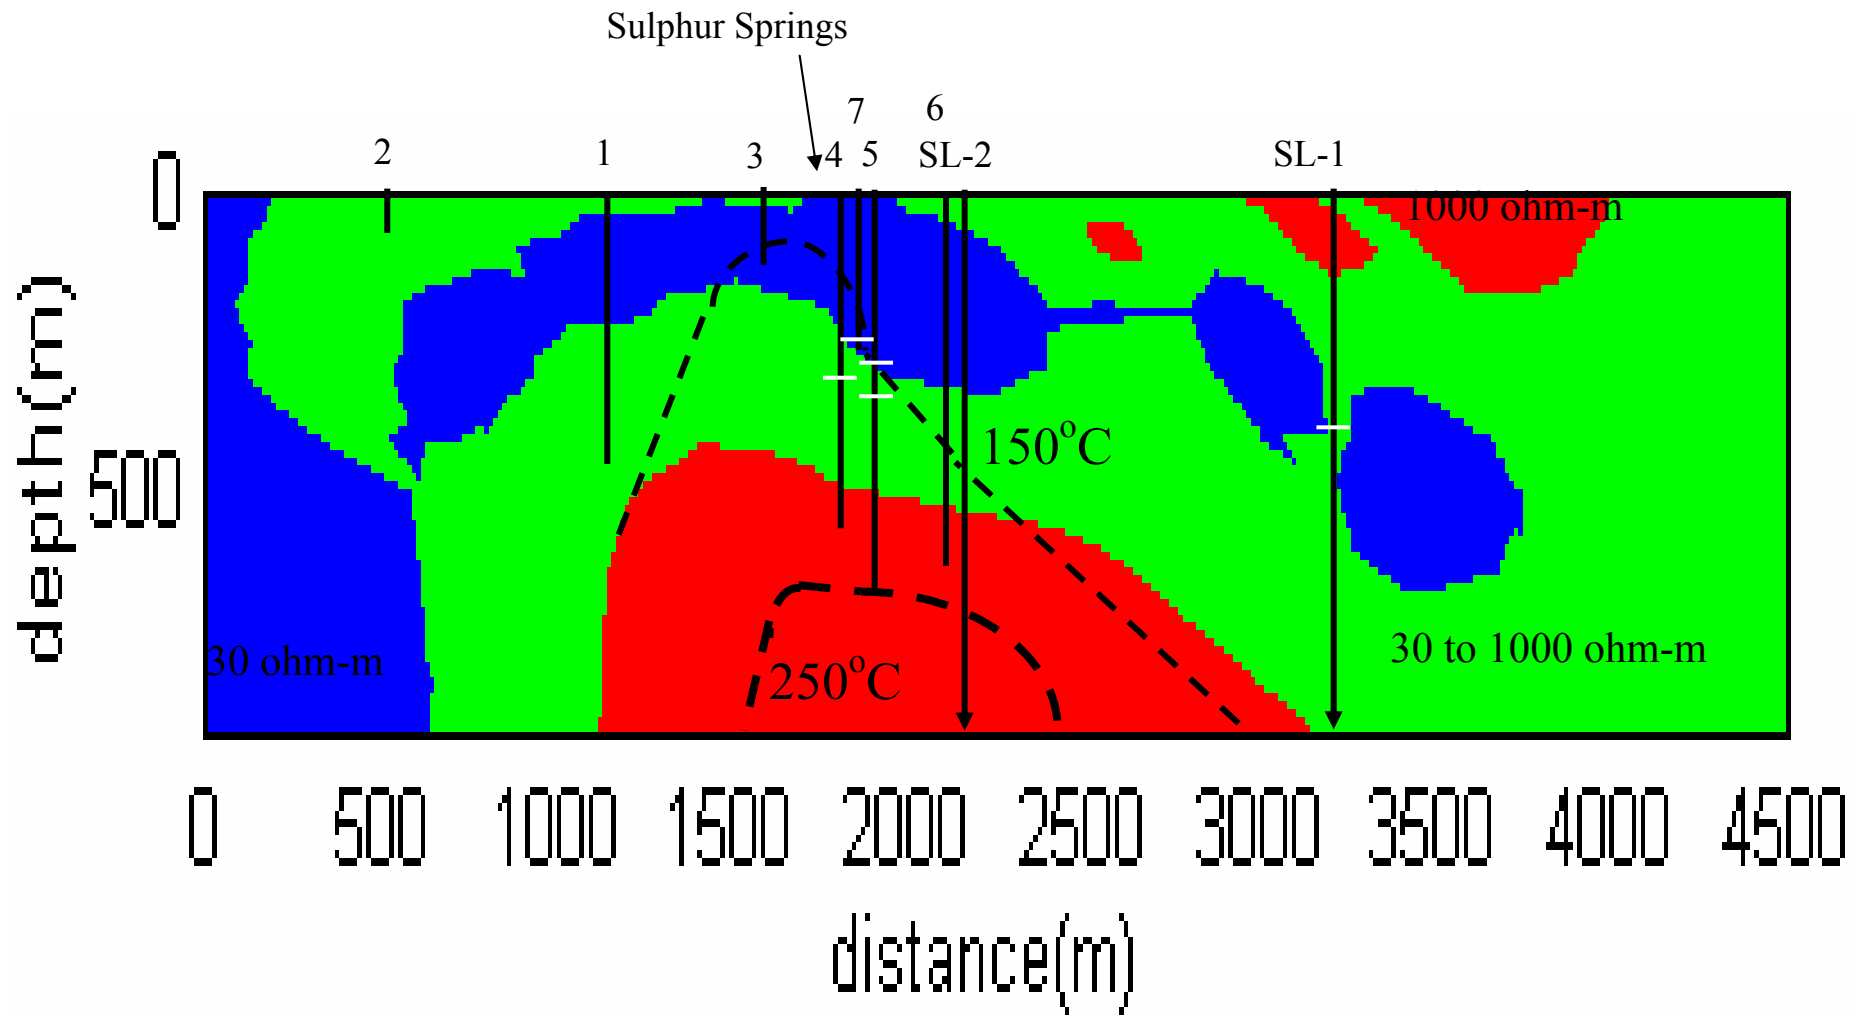 Sulphur Springs
7 6
2 1 3 4 5 SL-2 SL-1
0
1000 ohm-m
depth(m)
150°C
500
30 ohm-m
250°C
30 to 1000 ohm-m
0 500 1000 1500 2000 2500 3000 3500 4000 4500
distance(m)